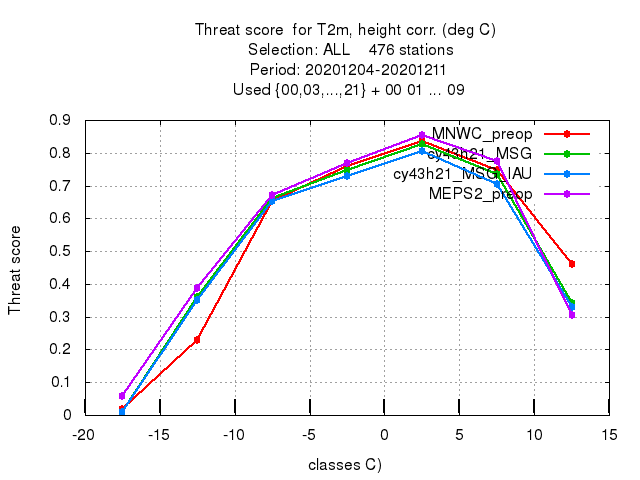 Threat score  for T2m, height corr. (deg C)
Selection: ALL    476 stations
Period: 20201204-20201211
Used {00,03,...,21} + 00 01 ... 09
0.9
0.8
0.7
0.6
0.5
0.4
0.3
0.2
0.1
0
Threat score
MNWC_preop
cy43h21_MSG
cy43h21_MSG_IAU
MEPS2_preop
-20
-15
-10
-5
0
5
10
15
classes C)